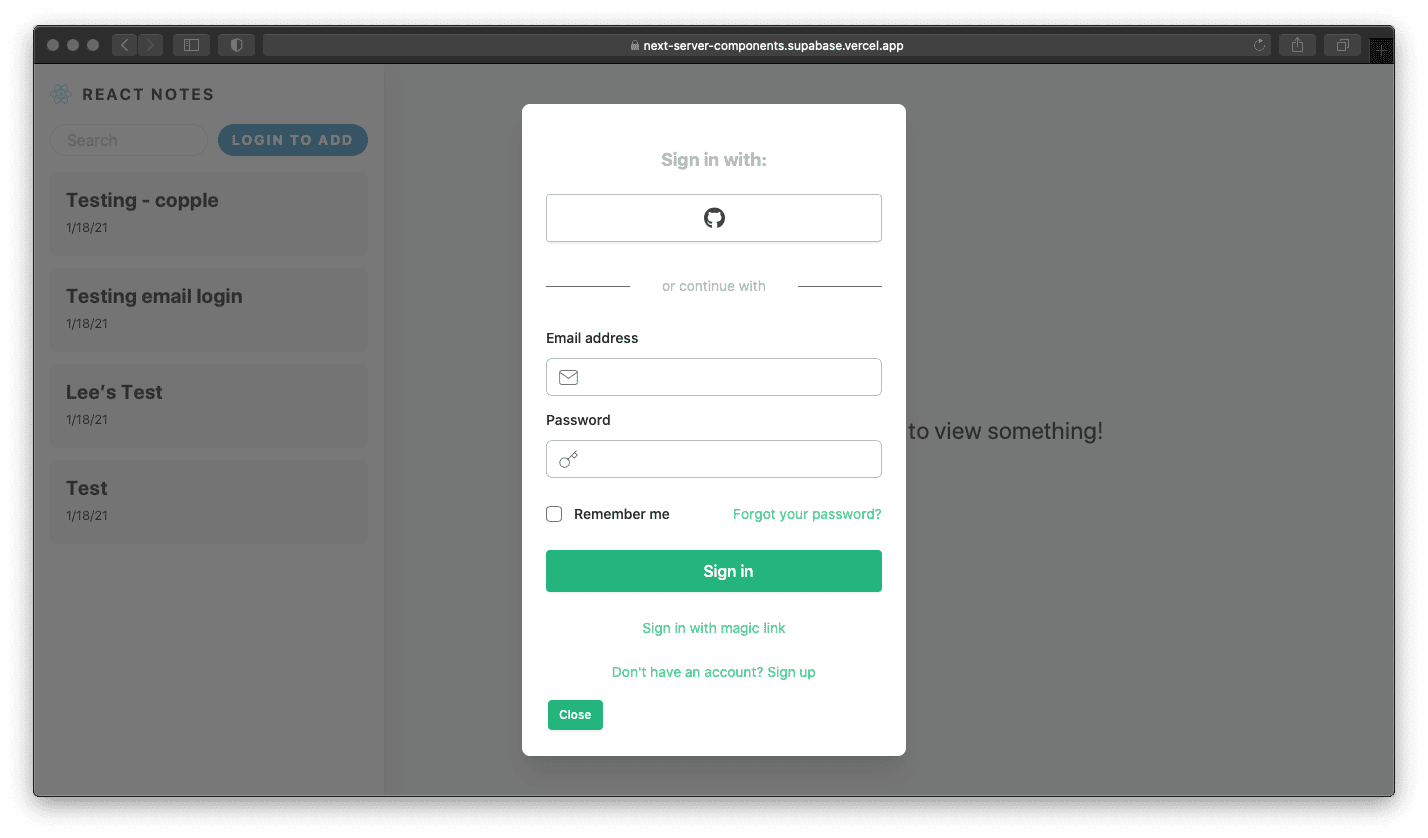 next-server-components.supabase.vercel.app
REACT NOTES
Search
LOGIN TO ADD
Testing - copple
1/18/21
Testing email login
1/18/21
Lee’s Test
1/18/21
Test
1/18/21
to view something!
Sign in with:
or continue with
Email address
Password
Remember me
Forgot your password?
Sign in
Sign in with magic link
Don't have an account? Sign up
Close